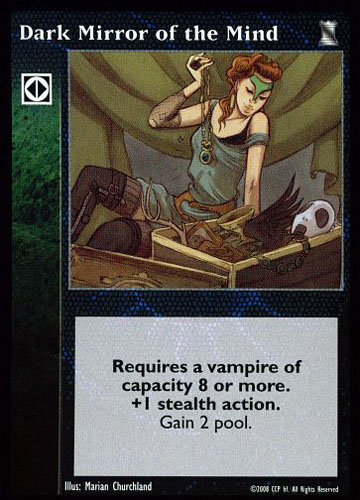 Dark Mirror of the Mind
Requires a vampire of
capacity 8 or more.
+1 stealth action.
Gain 2 pool.
Illus: Marian Churchland
©2008 CCP hf. All Rights Reserved